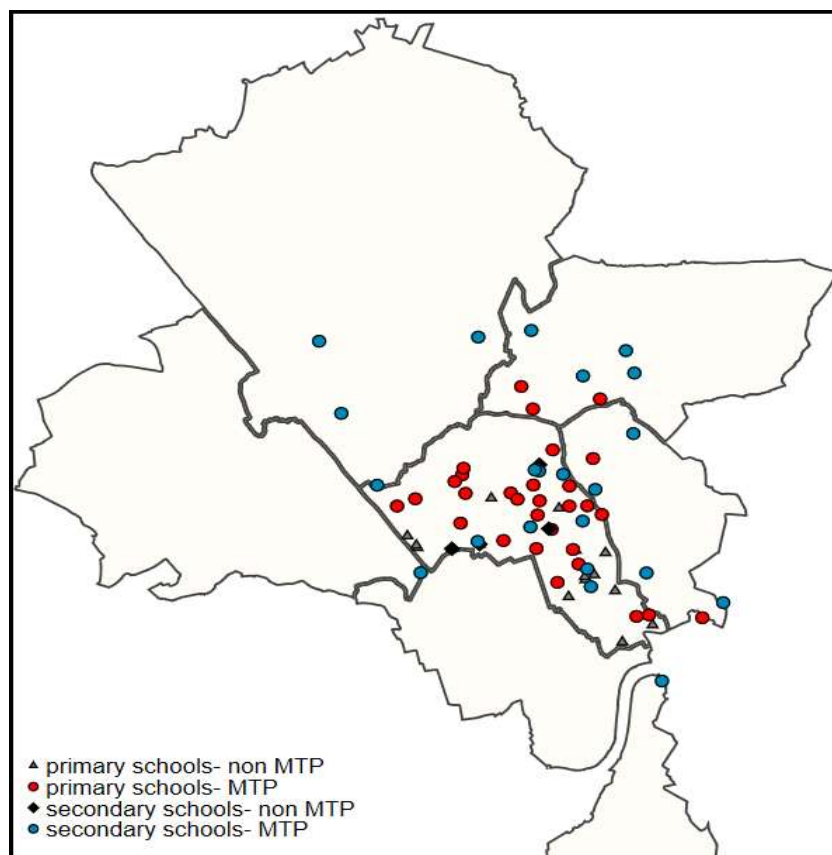 primary schools- non MTP
primary schools- MTP
secondary schools- non MTP
secondary schools- MTP